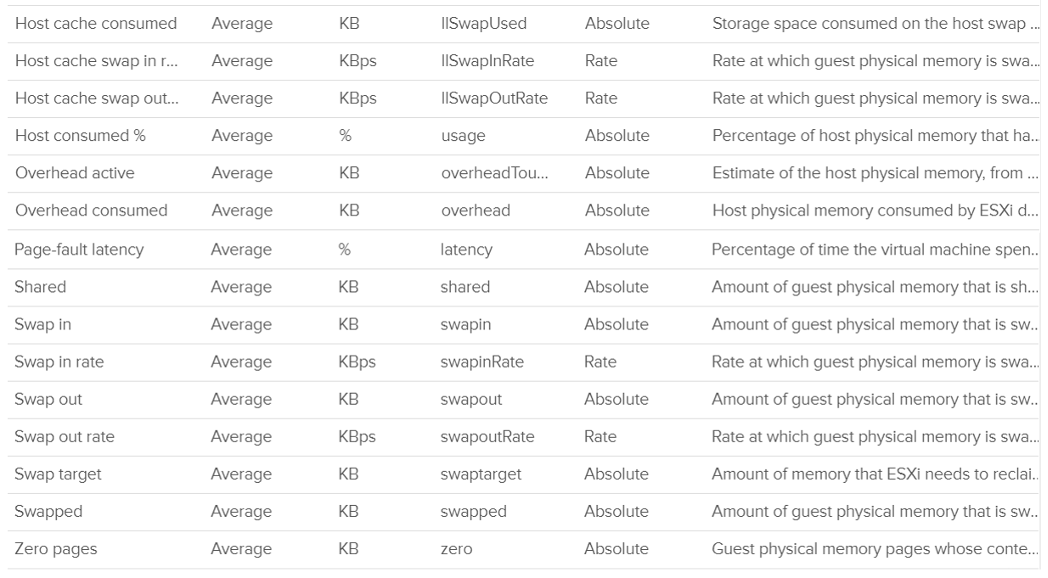 Host cache consumed Average KB llSwapUsed Absolute Storage space consumed on the host swap ...
Host cache swap in r... Average KBps llSwapInRate Rate Rate at which guest physical memory is swa...
Host cache swap out... Average KBps llSwapOutRate Rate Rate at which guest physical memory is swa...
Host consumed % Average % usage Absolute Percentage of host physical memory that ha...
Overhead active Average KB overheadTou... Absolute Estimate of the host physical memory, from ...
Overhead consumed Average KB overhead Absolute Host physical memory consumed by ESXi d...
Page-fault latency Average % latency Absolute Percentage of time the virtual machine spen...
Shared Average KB shared Absolute Amount of guest physical memory that is sh...
Swap in Average KB swapin Absolute Amount of guest physical memory that is sw...
Swap in rate Average KBps swapinRate Rate Rate at which guest physical memory is swa...
Swap out Average KB swapout Absolute Amount of guest physical memory that is sw...
Swap out rate Average KBps swapoutRate Rate Rate at which guest physical memory is swa...
Swap target Average KB swaptarget Absolute Amount of memory that ESXi needs to reclai...
Swapped Average KB swapped Absolute Amount of guest physical memory that is sw...
Zero pages Average KB zero Absolute Guest physical memory pages whose conte...